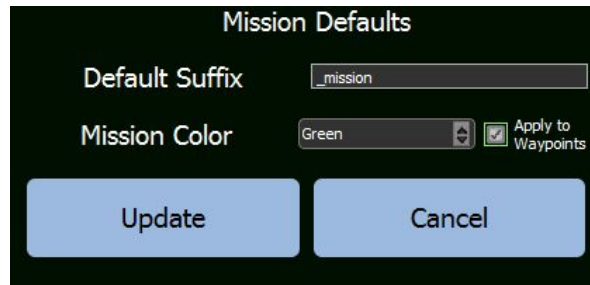 Mission Defaults
Default Suffix _mission
Mission Color Green Apply to
Waypoints
Update Cancel